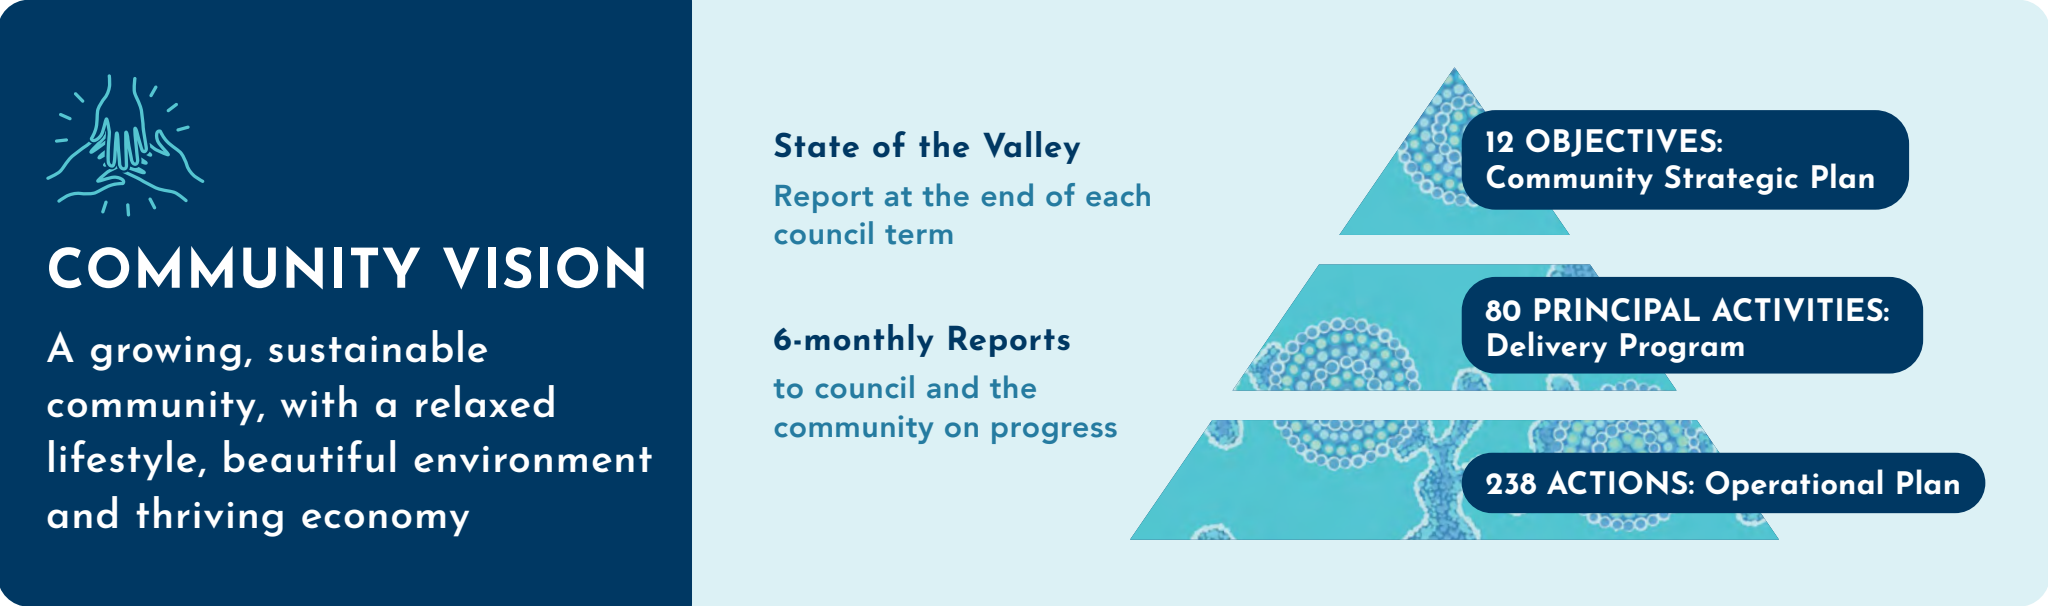 COMMUNITY VISION
A growing, sustainable
community, with a relaxed
lifestyle, beautiful environment
and thriving economy
State of the Valley
Report at the end of each
council term
6-monthly Reports
to council and the
community on progress
12 OBJECTIVES:
Community Strategic Plan
80 PRINCIPAL ACTIVITIES:
Delivery Program
238 ACTIONS: Operational Plan